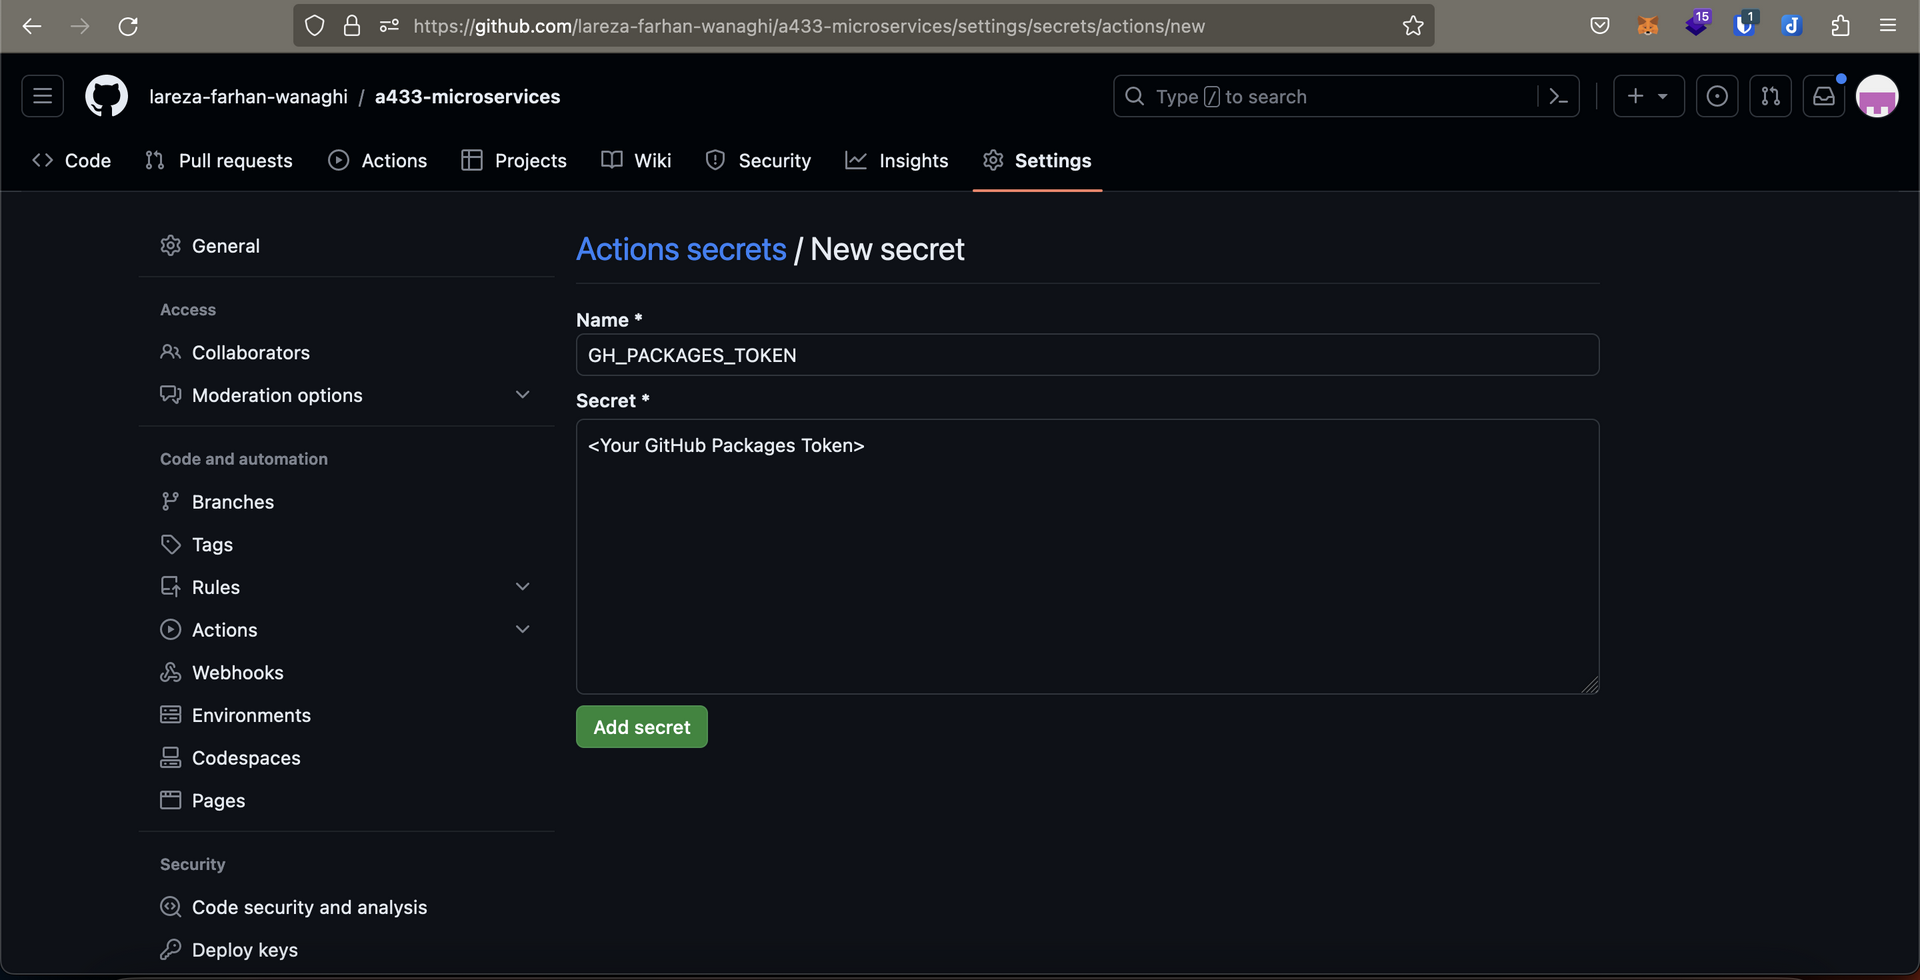 https://github.com/lareza-farhan-wanaghi/a433-microservices/settings/secrets/actions/new
15
1
lareza-farhan-wanaghi / a433-microservices
Type / to search
Code
Pull requests
Actions
Projects
Wiki
Security
Insights
Settings
General
Access
Collaborators
Moderation options
Code and automation
Branches
Tags
Rules
Actions
Webhooks
Environments
Codespaces
Pages
Security
Code security and analysis
Deploy keys
Actions secrets / New secret
Name *
GH_PACKAGES_TOKEN
Secret *
<Your GitHub Packages Token>
Add secret